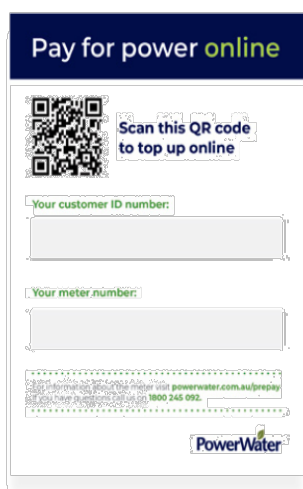 Pay for power online
Scan this QR code
to top up online
Your customer ID number:
Your meter number:
For information about the meter visit powerwater.com.au/prepay
If you have questions call us on 1800 245 092.
PowerWater